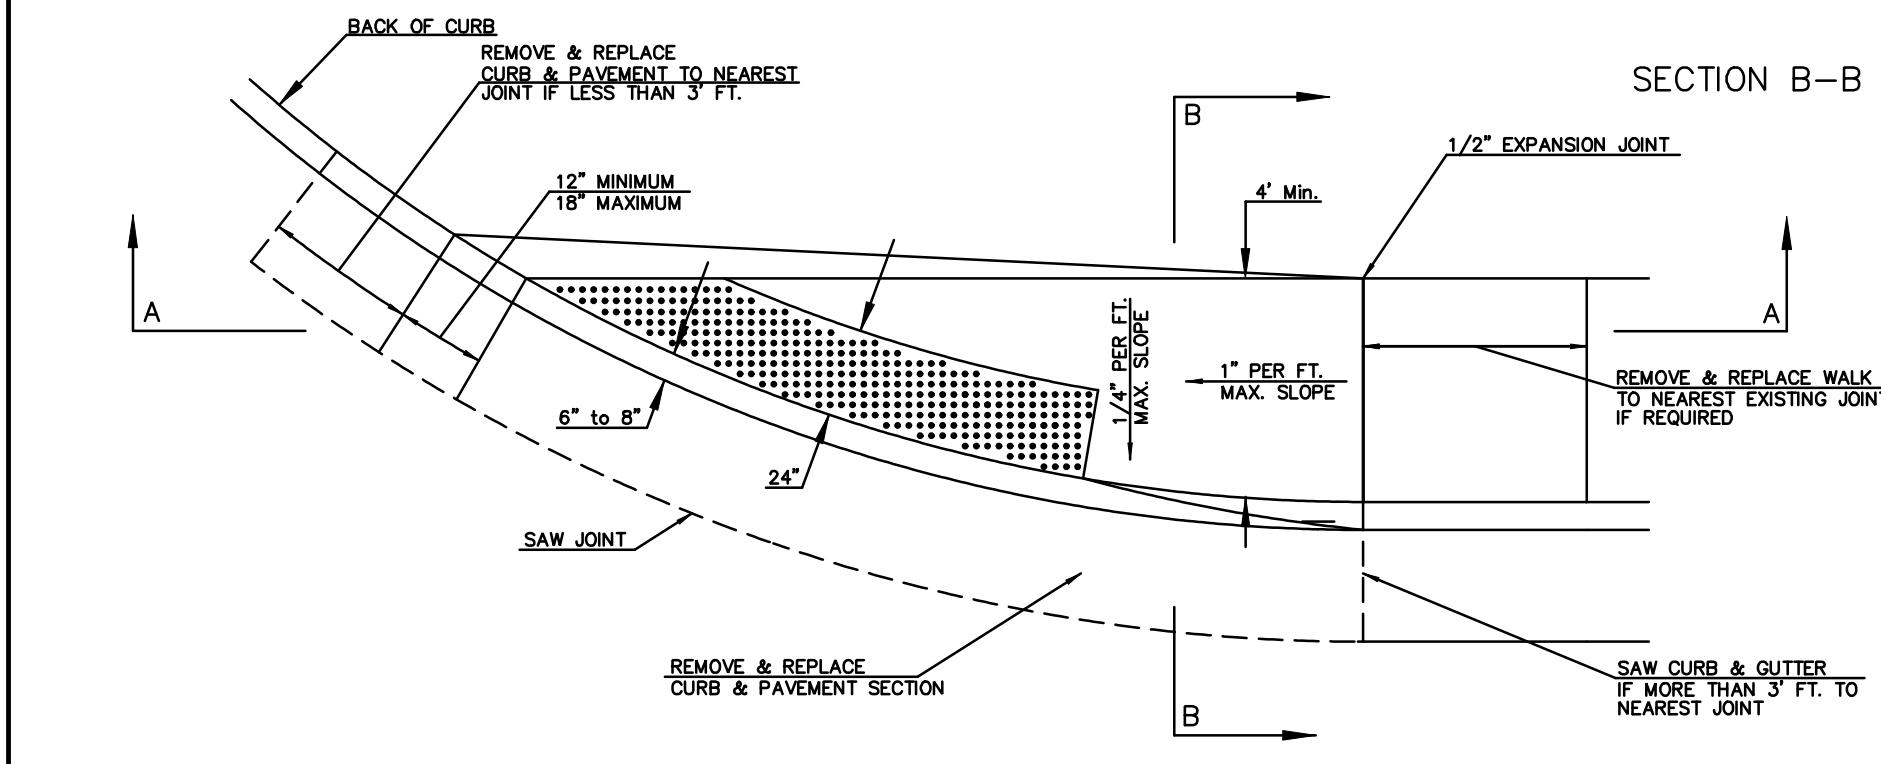 BACK OF CURB
REMOVE & REPLACE
CURB & PAVEMENT TO NEAREST
JOINT IF LESS THAN 3' FT.
SECTION B-B
B
1/2" EXPANSION JOINT
12" MINIMUM
18" MAXIMUM
4' Min.
A
A
1/4" PER FT.
MAX. SLOPE
1" PER FT.
MAX. SLOPE
REMOVE & REPLACE WALK
TO NEAREST EXISTING JOINT
IF REQUIRED
6" to 8"
24"
SAW JOINT
REMOVE & REPLACE
CURB & PAVEMENT SECTION
SAW CURB & GUTTER
IF MORE THAN 3' FT. TO
NEAREST JOINT
B